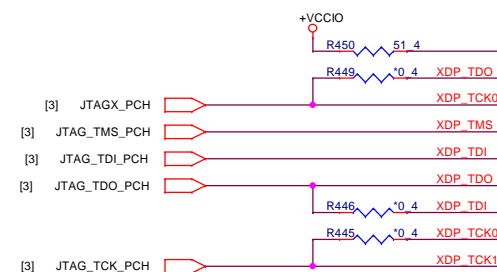 +VCCIO
R450 51_4
R449 *0_4 XDP_TDO
[3] JTAGX_PCH XDP_TCK0
[3] JTAG_TMS_PCH XDP_TMS
[3] JTAG_TDI_PCH XDP_TDI
[3] JTAG_TDO_PCH XDP_TDO
R446 *0_4 XDP_TDI
R445 *0_4 XDP_TCK0
[3] JTAG_TCK_PCH XDP_TCK1